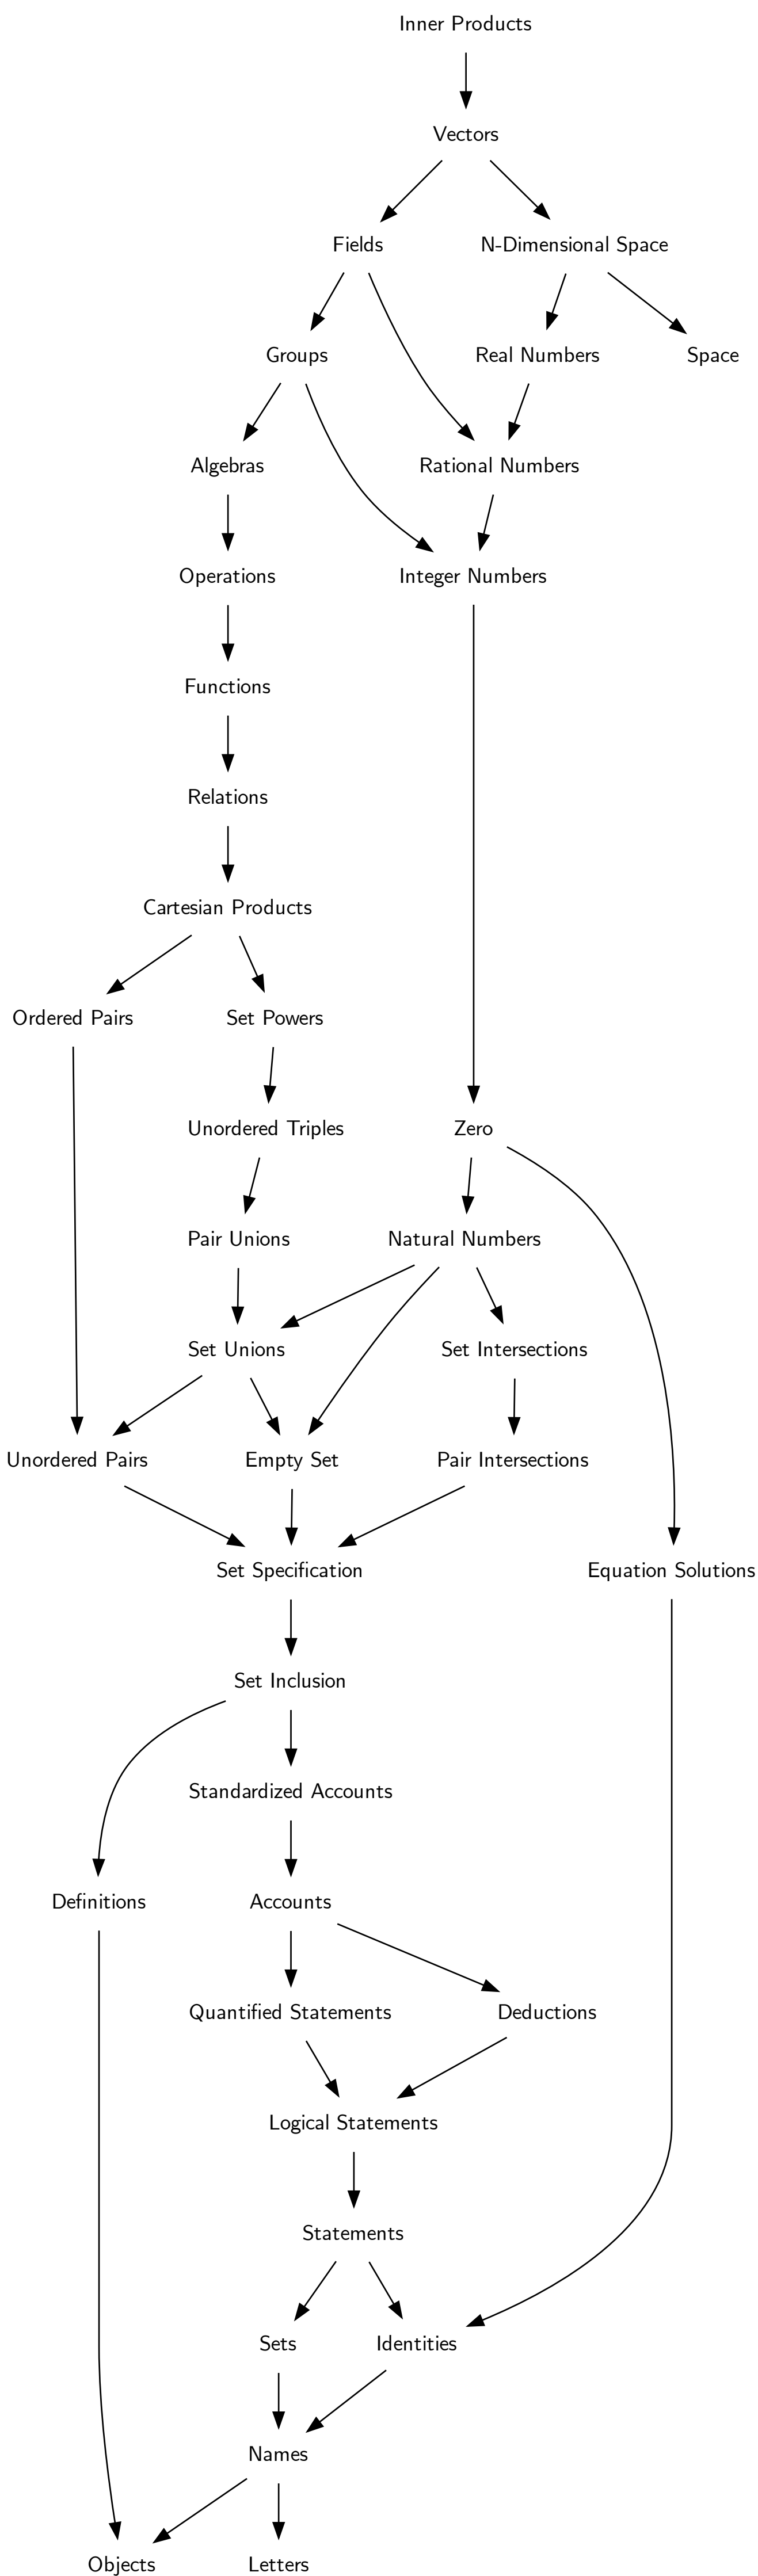 Inner Products
Vectors
Fields
N-Dimensional Space
Groups
Real Numbers
Space
Algebras
Rational Numbers
Operations
Integer Numbers
Functions
Relations
Cartesian Products
Ordered Pairs
Set Powers
Unordered Triples
Zero
Pair Unions
Natural Numbers
Set Unions
Set Intersections
Unordered Pairs
Empty Set
Pair Intersections
Set Specification
Equation Solutions
Set Inclusion
Standardized Accounts
Definitions
Accounts
Quantified Statements
Deductions
Logical Statements
Statements
Sets
Identities
Names
Objects
Letters